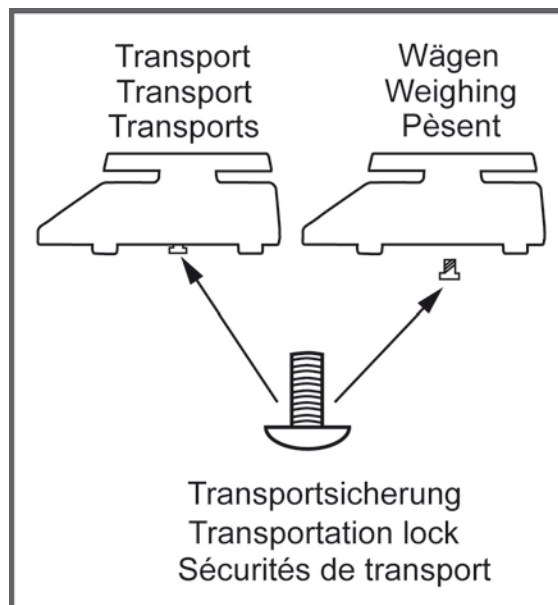 Transport
Transport
Transports
Wägen
Weighing
Pèsent
Transportsicherung
Transportation lock
Sécurités de transport